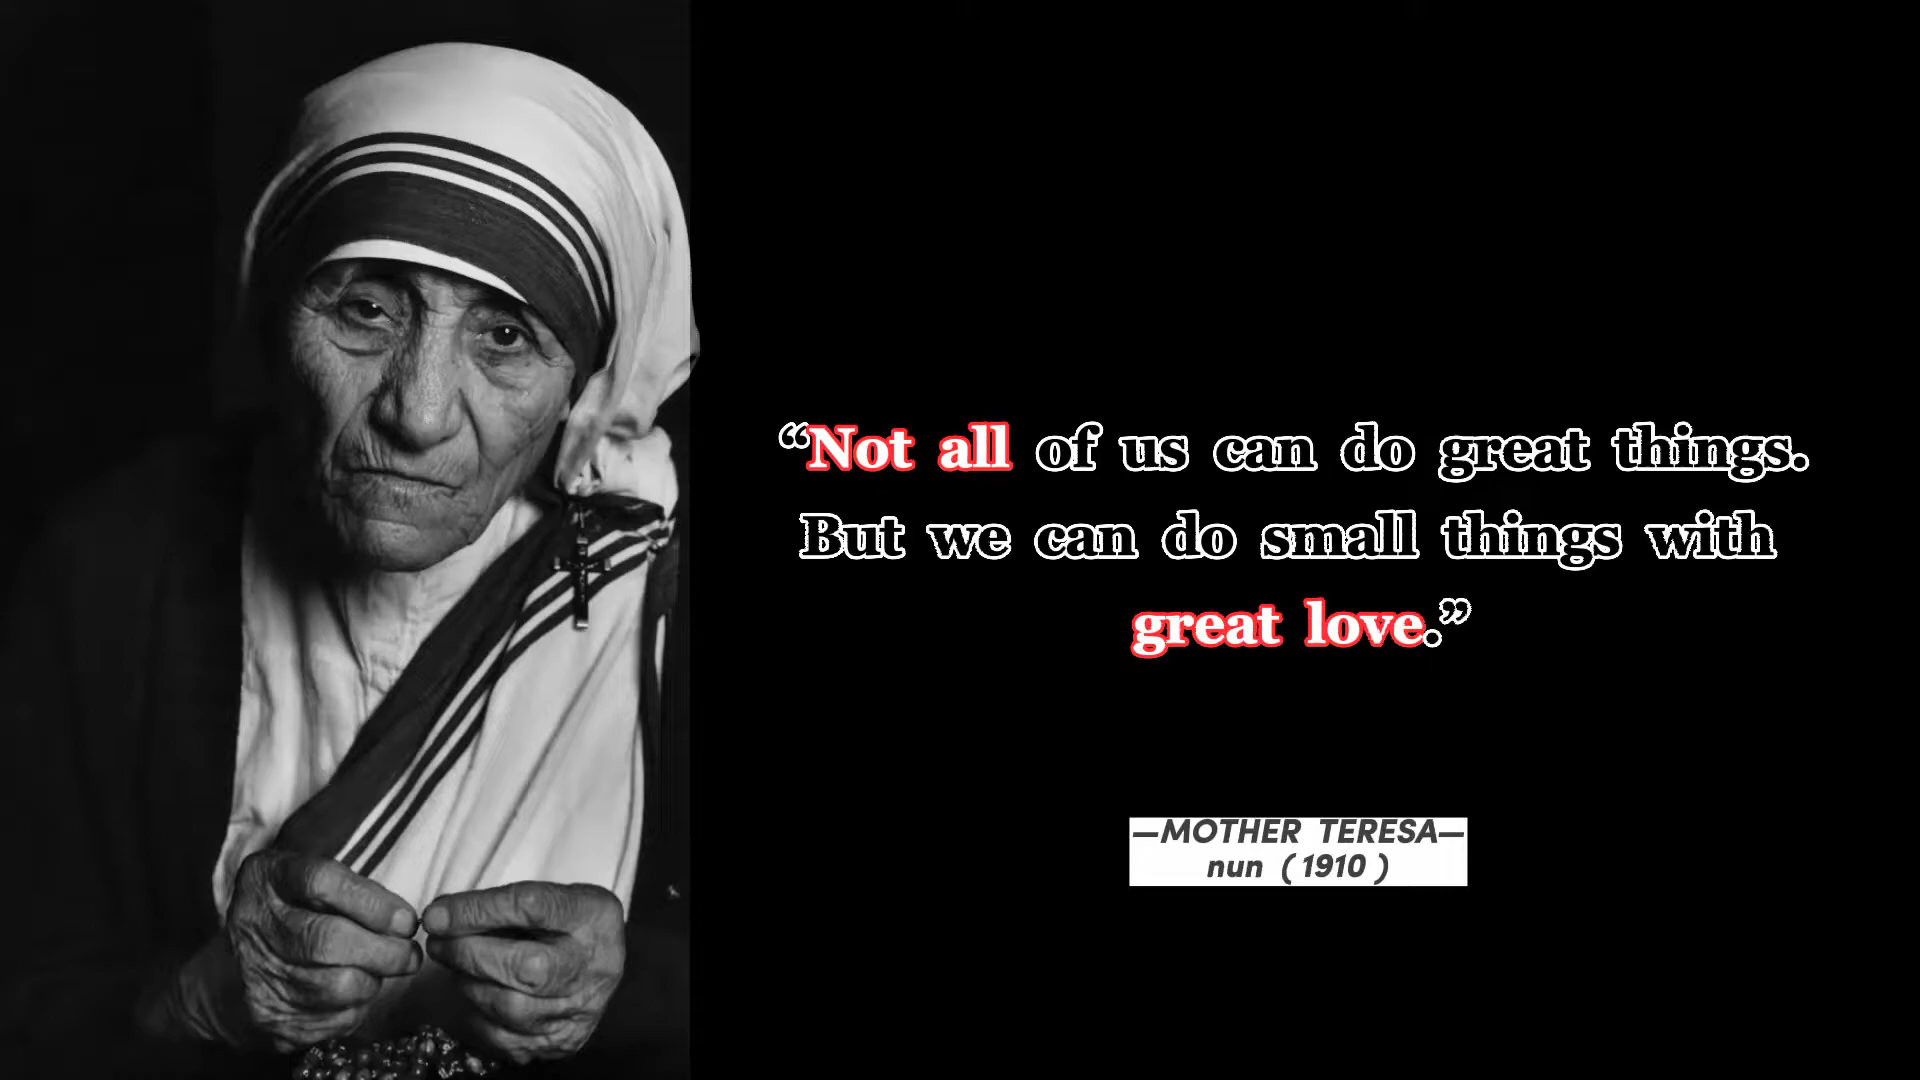 “Not all of us can do great things.
But we can do small things with
great love.”
—MOTHER TERESA—
nun (1910)